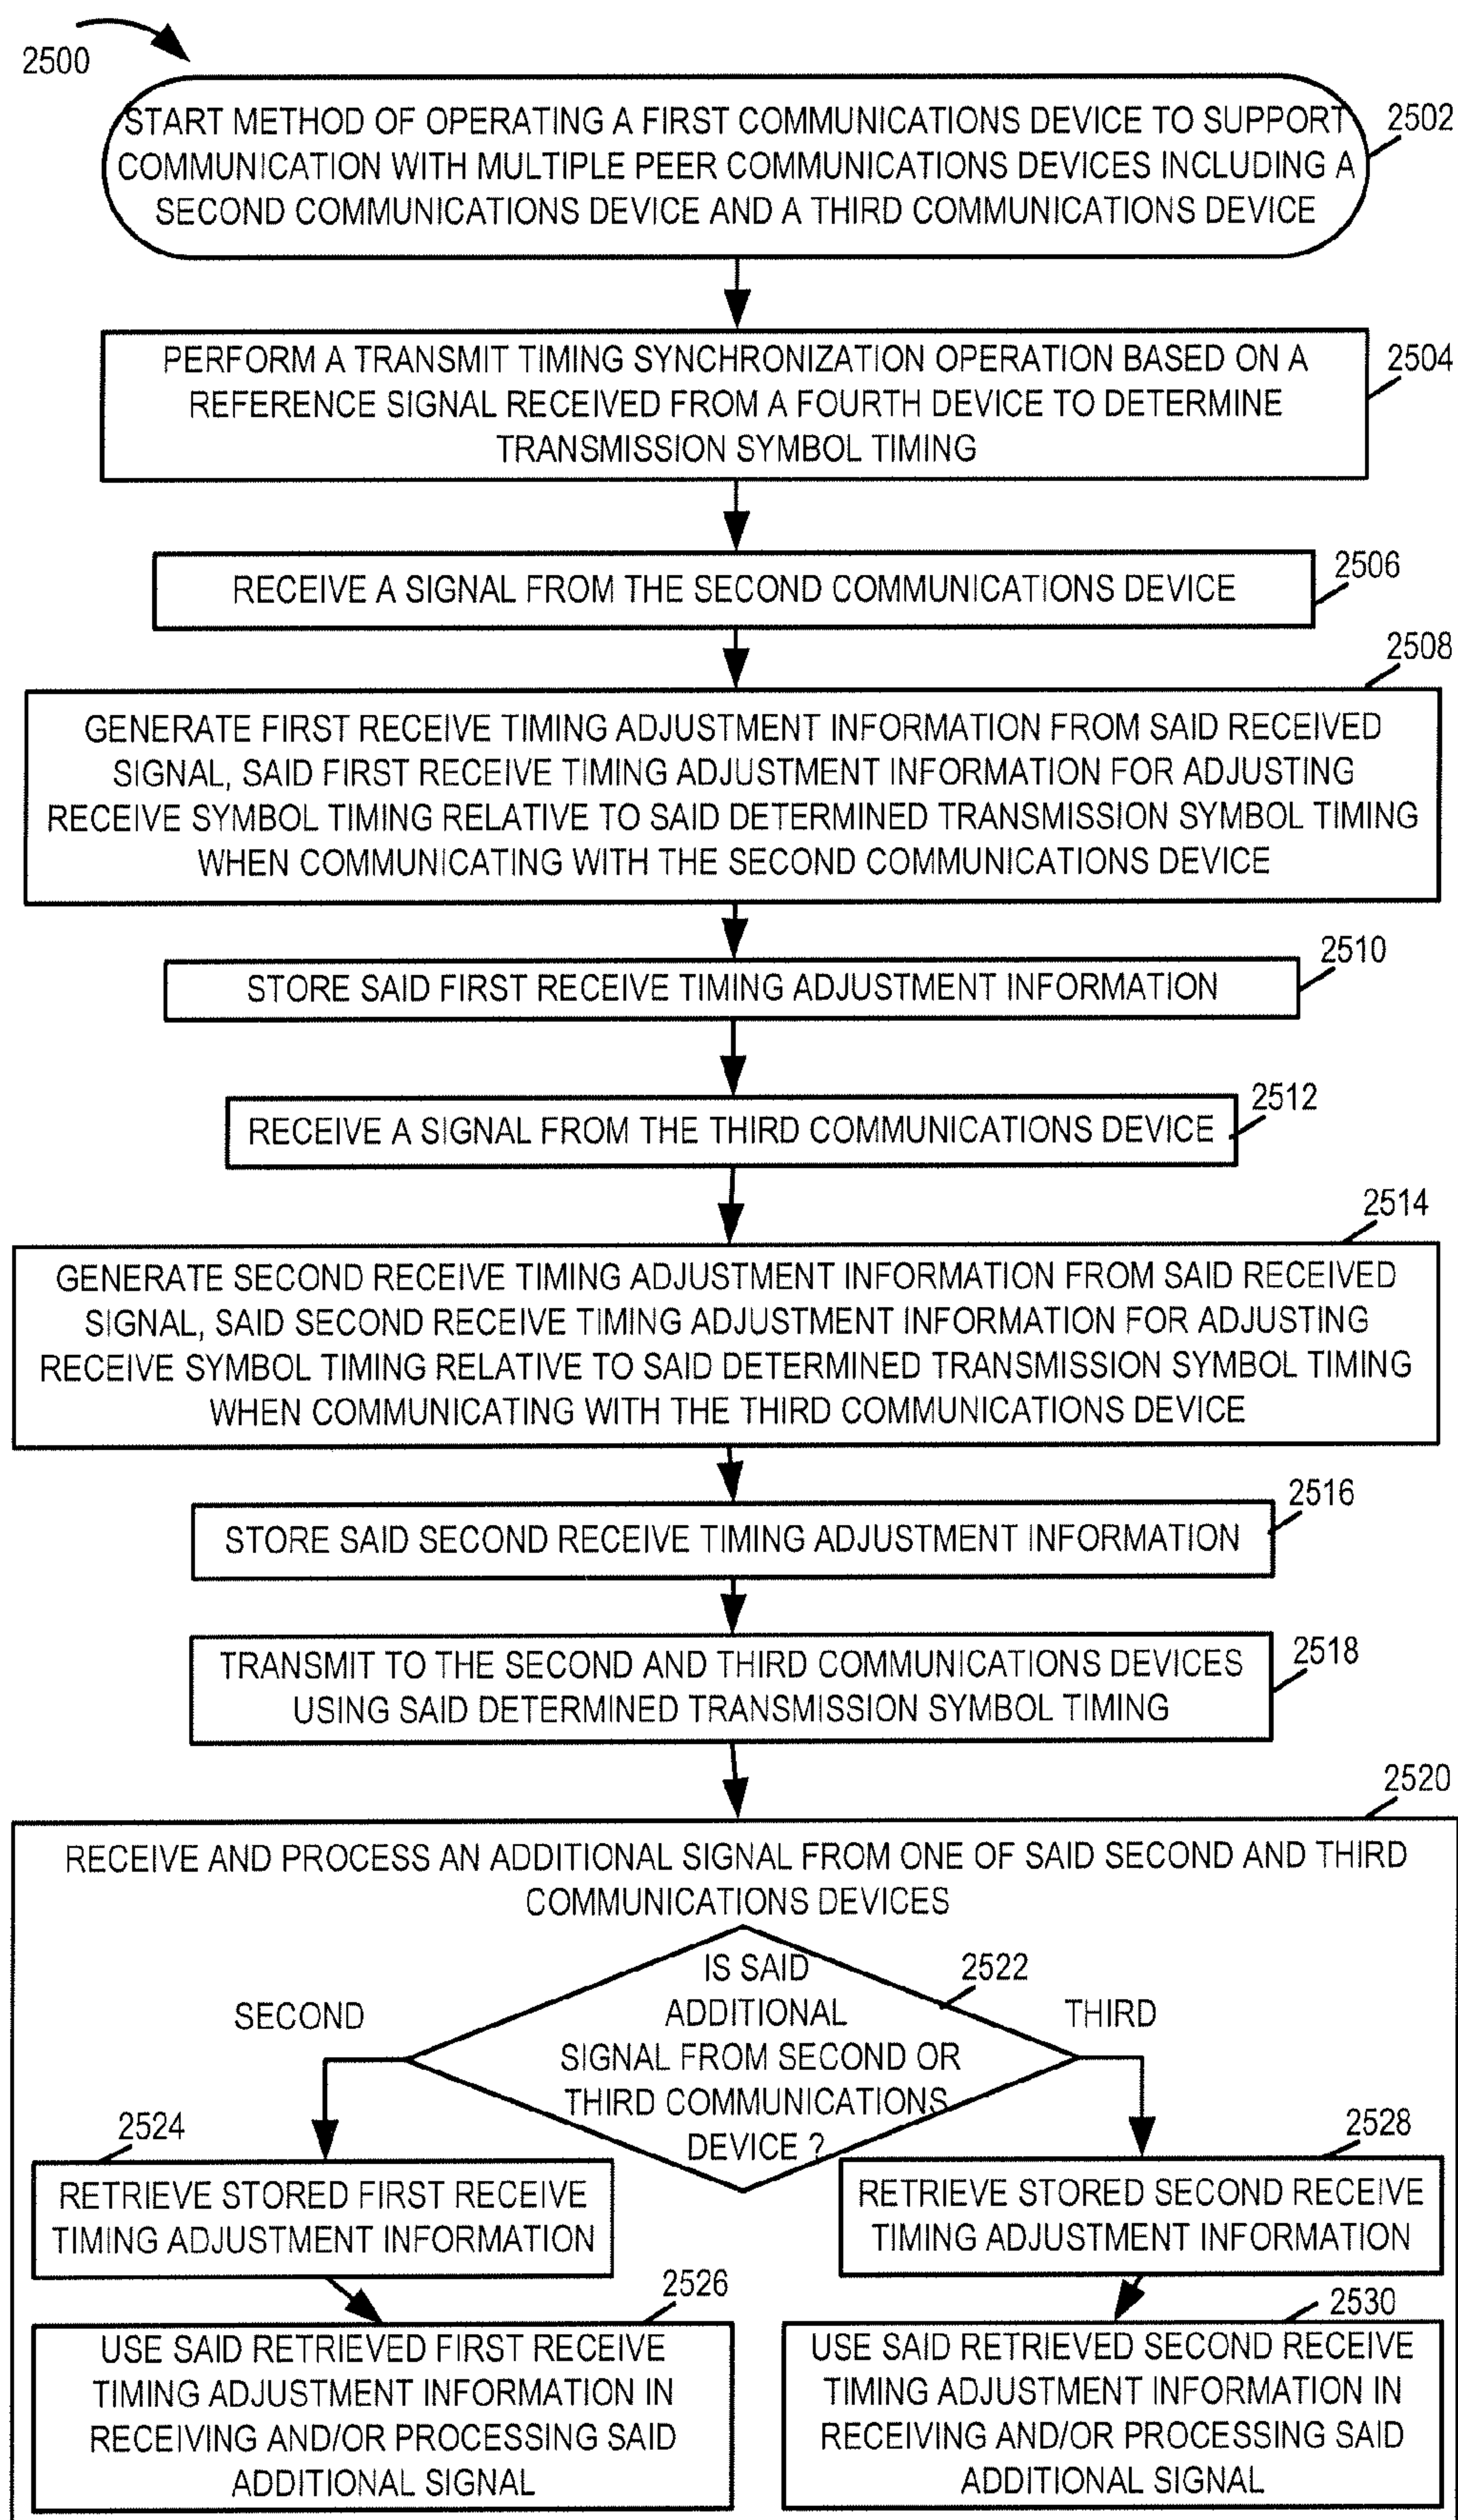 2500
START METHOD OF OPERATING A FIRST COMMUNICATIONS DEVICE TO SUPPORT
COMMUNICATION WITH MULTIPLE PEER COMMUNICATIONS DEVICES INCLUDING A
SECOND COMMUNICATIONS DEVICE AND A THIRD COMMUNICATIONS DEVICE
2502
PERFORM A TRANSMIT TIMING SYNCHRONIZATION OPERATION BASED ON A
REFERENCE SIGNAL RECEIVED FROM A FOURTH DEVICE TO DETERMINE
TRANSMISSION SYMBOL TIMING
2504
RECEIVE A SIGNAL FROM THE SECOND COMMUNICATIONS DEVICE
2506
2508
GENERATE FIRST RECEIVE TIMING ADJUSTMENT INFORMATION FROM SAID RECEIVED
SIGNAL, SAID FIRST RECEIVE TIMING ADJUSTMENT INFORMATION FOR ADJUSTING
RECEIVE SYMBOL TIMING RELATIVE TO SAID DETERMINED TRANSMISSION SYMBOL TIMING
WHEN COMMUNICATING WITH THE SECOND COMMUNICATIONS DEVICE
2510
STORE SAID FIRST RECEIVE TIMING ADJUSTMENT INFORMATION
2512
RECEIVE A SIGNAL FROM THE THIRD COMMUNICATIONS DEVICE
2514
GENERATE SECOND RECEIVE TIMING ADJUSTMENT INFORMATION FROM SAID RECEIVED
SIGNAL, SAID SECOND RECEIVE TIMING ADJUSTMENT INFORMATION FOR ADJUSTING
RECEIVE SYMBOL TIMING RELATIVE TO SAID DETERMINED TRANSMISSION SYMBOL TIMING
WHEN COMMUNICATING WITH THE THIRD COMMUNICATIONS DEVICE
2516
STORE SAID SECOND RECEIVE TIMING ADJUSTMENT INFORMATION
2518
TRANSMIT TO THE SECOND AND THIRD COMMUNICATIONS DEVICES
USING SAID DETERMINED TRANSMISSION SYMBOL TIMING
2520
RECEIVE AND PROCESS AN ADDITIONAL SIGNAL FROM ONE OF SAID SECOND AND THIRD
COMMUNICATIONS DEVICES
IS SAID
ADDITIONAL
SIGNAL FROM SECOND OR
THIRD COMMUNICATIONS
DEVICE ?
2522
SECOND
THIRD
2524
RETRIEVE STORED FIRST RECEIVE
TIMING ADJUSTMENT INFORMATION
2528
RETRIEVE STORED SECOND RECEIVE
TIMING ADJUSTMENT INFORMATION
2526
USE SAID RETRIEVED FIRST RECEIVE
TIMING ADJUSTMENT INFORMATION IN
RECEIVING AND/OR PROCESSING SAID
ADDITIONAL SIGNAL
2530
USE SAID RETRIEVED SECOND RECEIVE
TIMING ADJUSTMENT INFORMATION IN
RECEIVING AND/OR PROCESSING SAID
ADDITIONAL SIGNAL